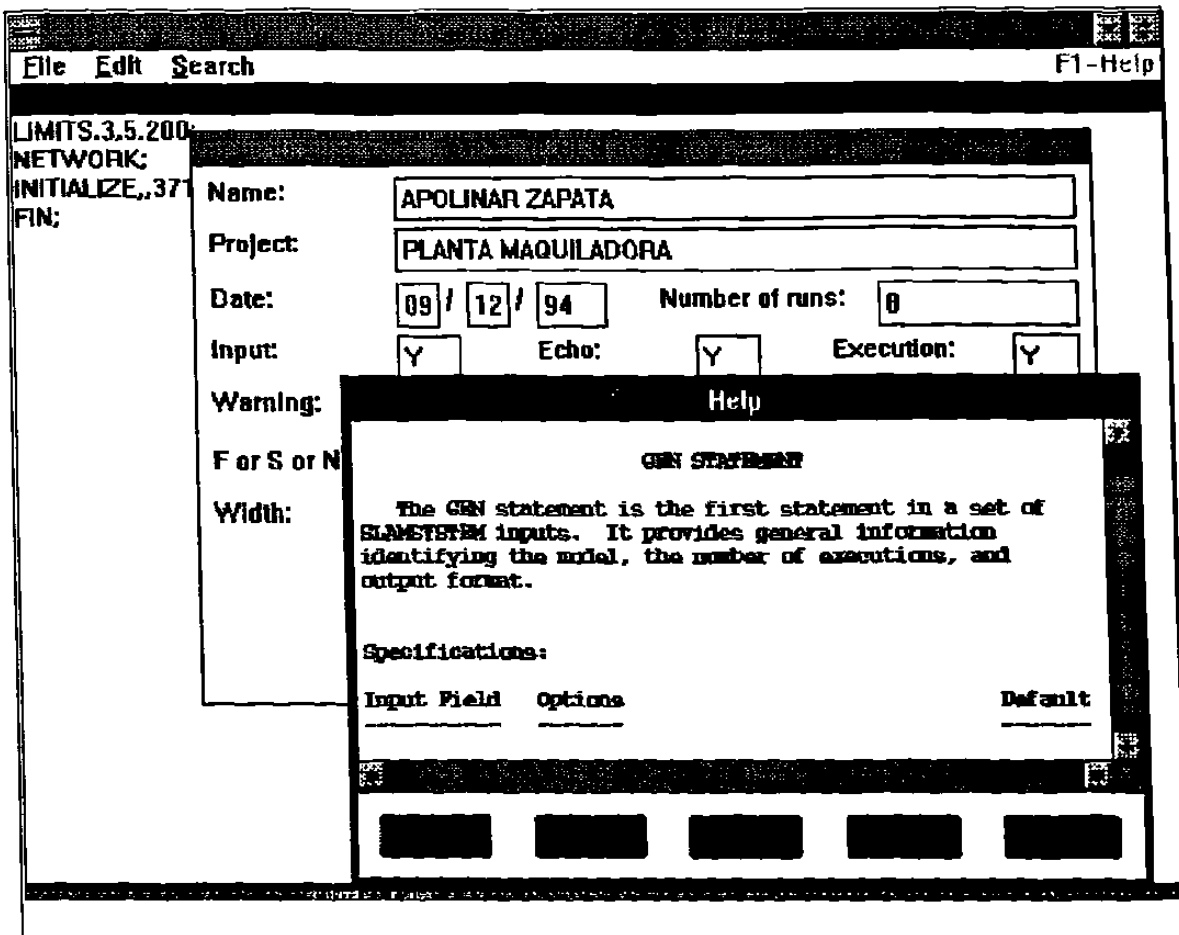 File Edit Search F1-Help
LIMITS.3.5.200;
NETWORK;
INITIALIZE,,371
FIN;
Name: APOLINAR ZAPATA
Project: PLANTA MAQUILADORA
Date: 09 / 12 / 94 Number of runs: 8
Input: Y Echo: Y Execution: Y
Warning:
F or S or N
Width:
Help
GEN STATEMENT
The GEN statement is the first statement in a set of
SLAMSYSTEM inputs. It provides general information
identifying the model, the number of executions, and
output format.
Specifications:
Input Field Options Default